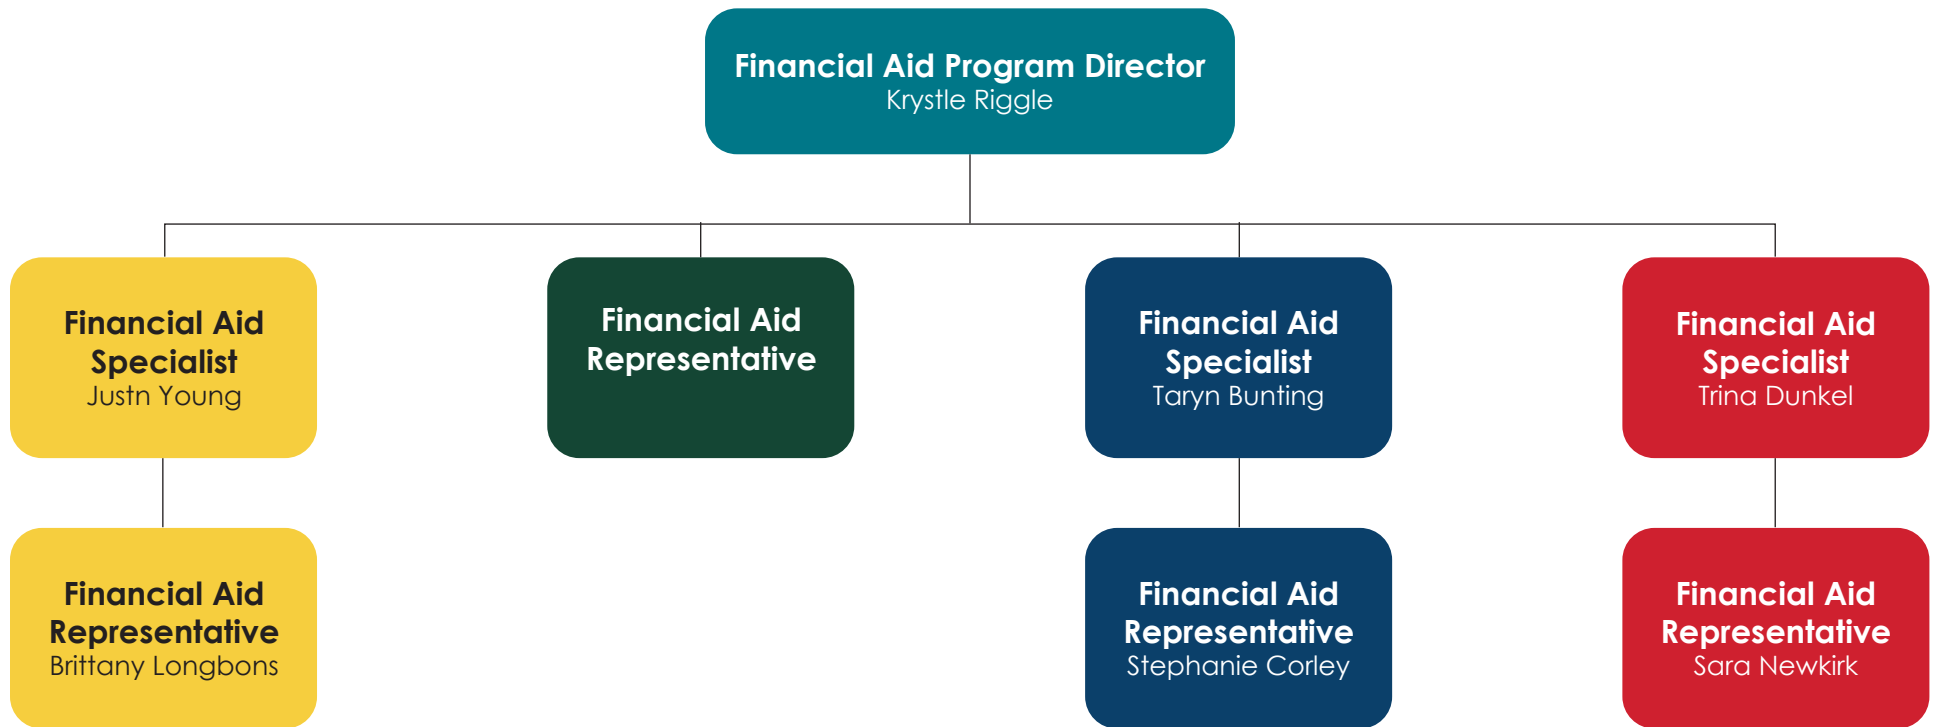 Financial Aid Program Director
Krystle Riggle
Financial Aid
Specialist
Justn Young
Financial Aid
Representative
Financial Aid
Specialist
Taryn Bunting
Financial Aid
Specialist
Trina Dunkel
Financial Aid
Representative
Brittany Longbons
Financial Aid
Representative
Stephanie Corley
Financial Aid
Representative
Sara Newkirk